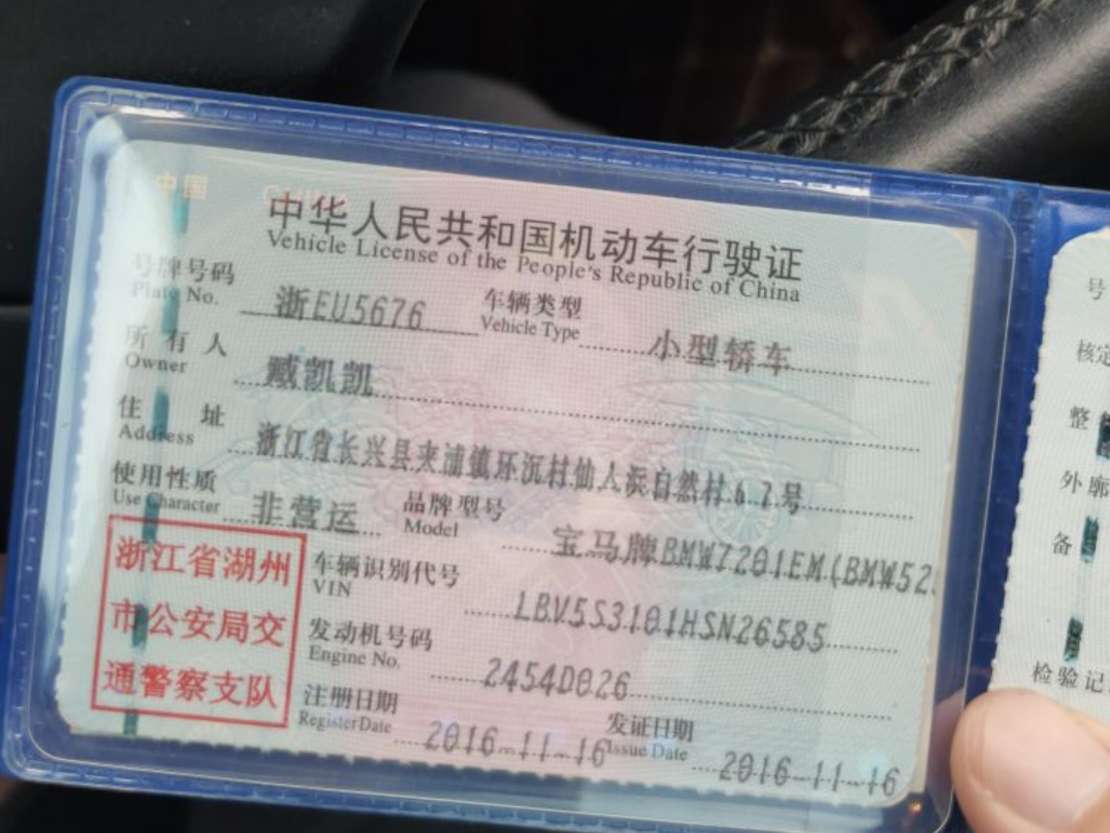 中国
中华人民共和国机动车行驶证
Vehicle License of the People's Republic of China
号牌号码 浙EU5676 车辆类型 小型轿车
Plate No. Vehicle Type
所有人 臧凯凯
Owner
住址 浙江省长兴县夹浦镇环沉村仙人浜自然村67号
Address
使用性质 非营运 品牌型号 宝马牌BMW7201EM(BMW52
Use Character Model
浙江省湖州
市公安局交
通警察支队
车辆识别代号 LBV5S3101HSN26585
VIN
发动机号码 2454D026
Engine No.
注册日期 2016-11-16 发证日期 2016-11-16
Register Date Issue Date
号
核定
整
外廓
备
检验记